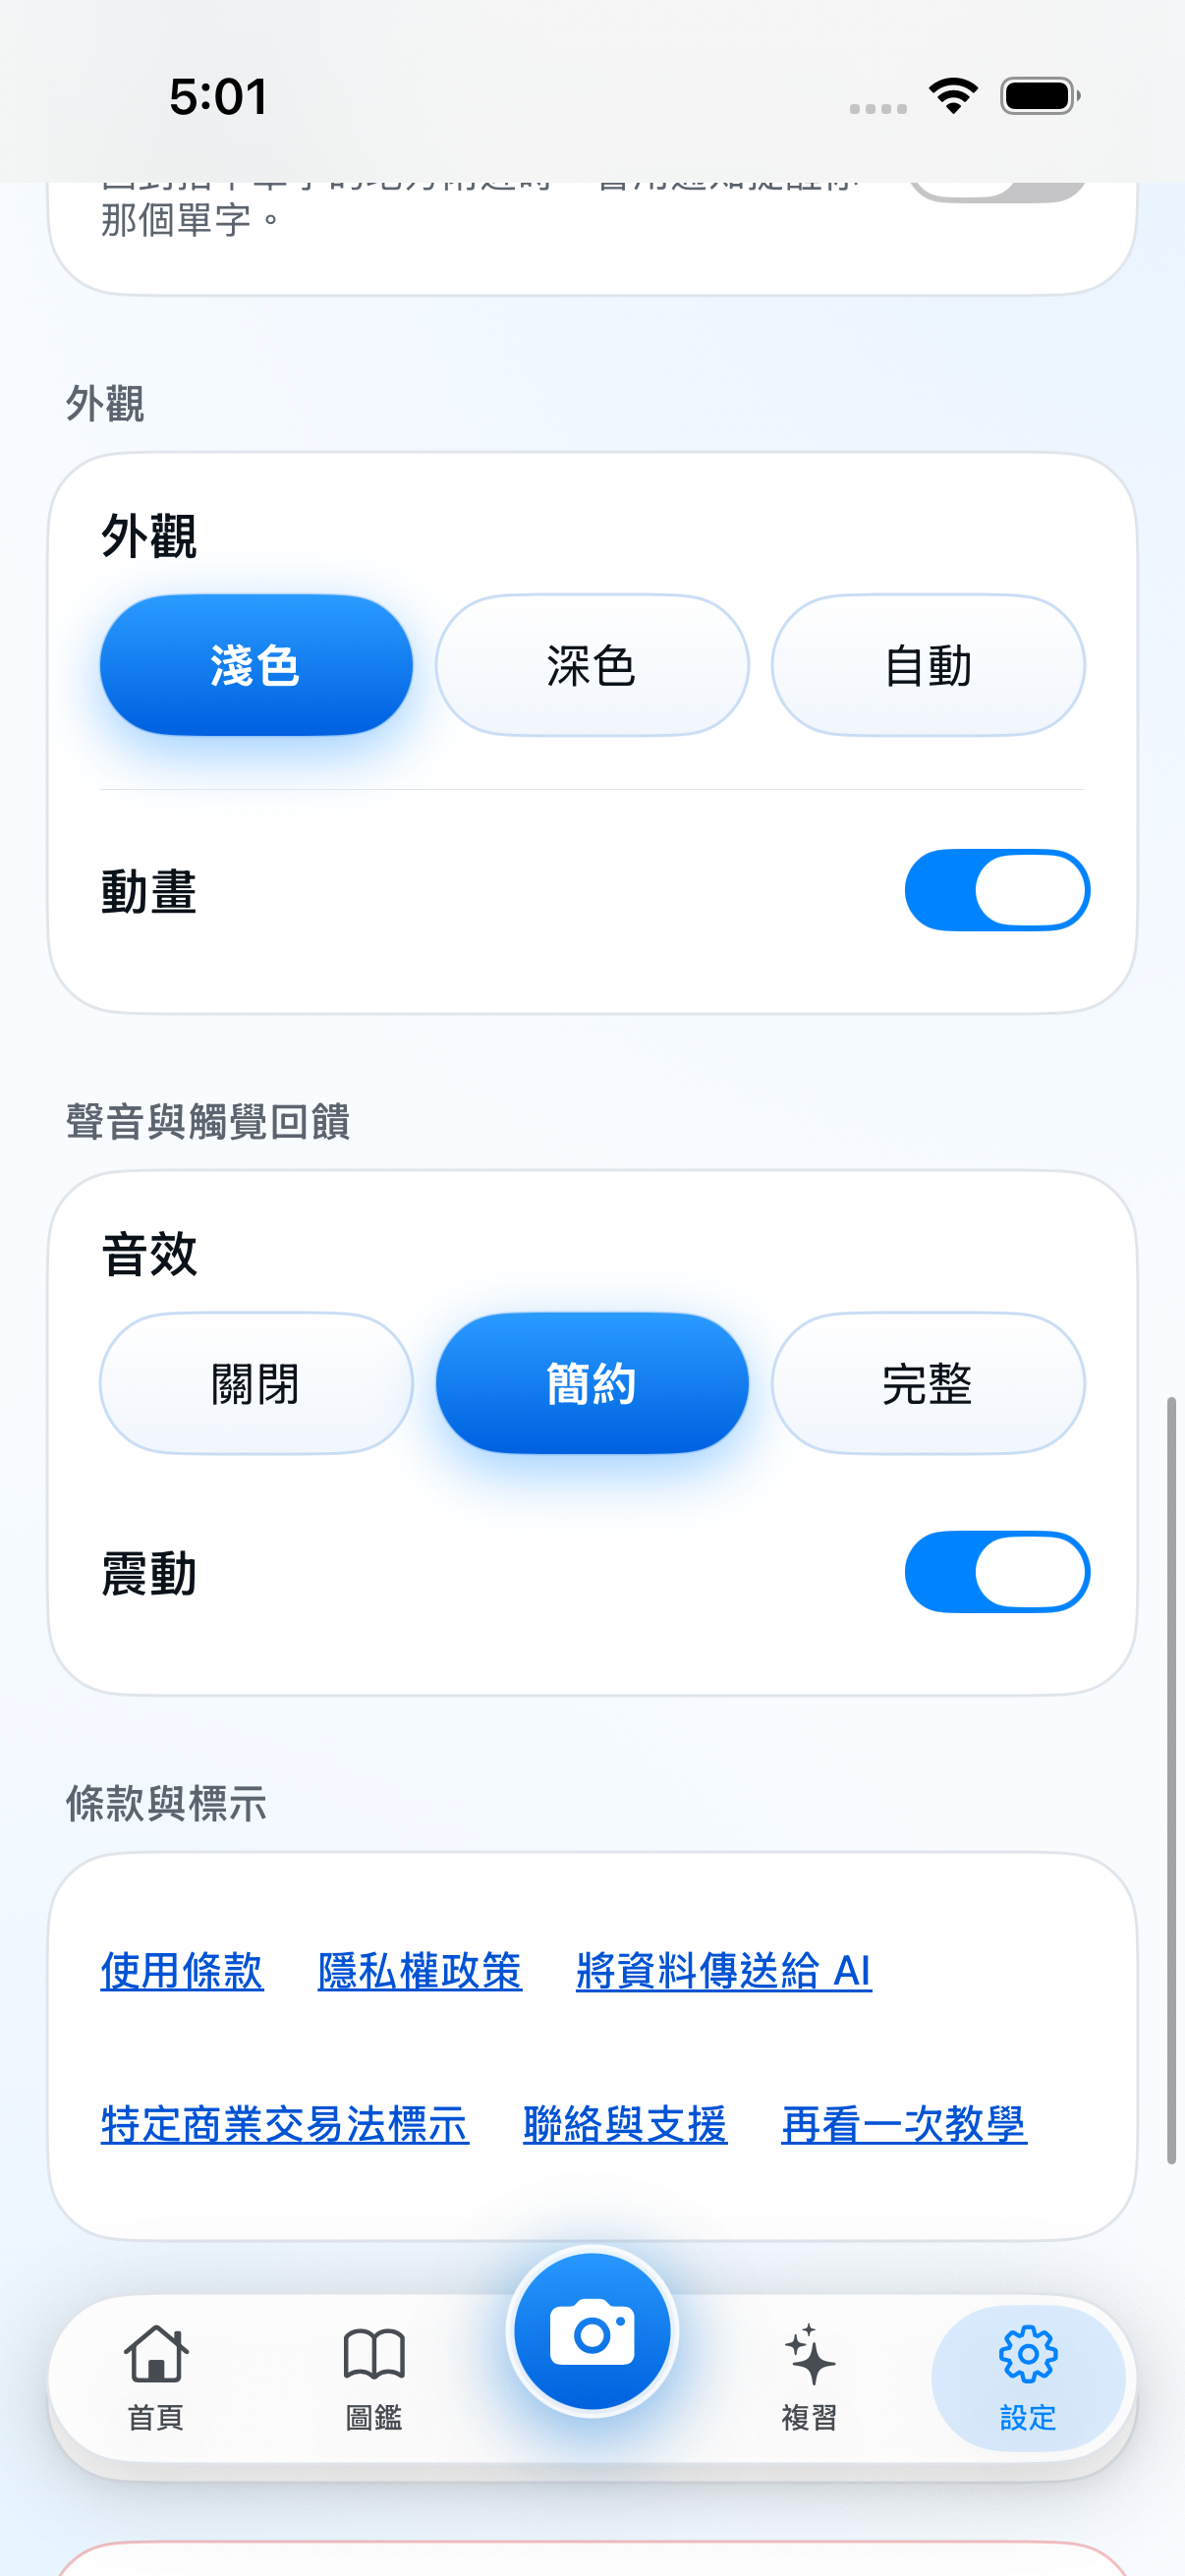 5:01
那個單字。
外觀
外觀
淺色
深色
自動
動畫
聲音與觸覺回饋
音效
關閉
簡約
完整
震動
條款與標示
使用條款 隱私權政策 將資料傳送給 AI
特定商業交易法標示 聯絡與支援 再看一次教學
首頁
圖鑑
複習
設定